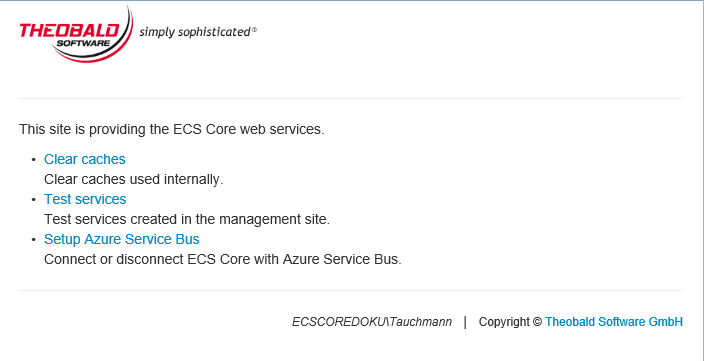 THEOBALD
SOFTWARE
simply sophisticated®
This site is providing the ECS Core web services.
• Clear caches
Clear caches used internally.
• Test services
Test services created in the management site.
• Setup Azure Service Bus
Connect or disconnect ECS Core with Azure Service Bus.
ECSCOREDOKU\Tauchmann | Copyright © Theobald Software GmbH